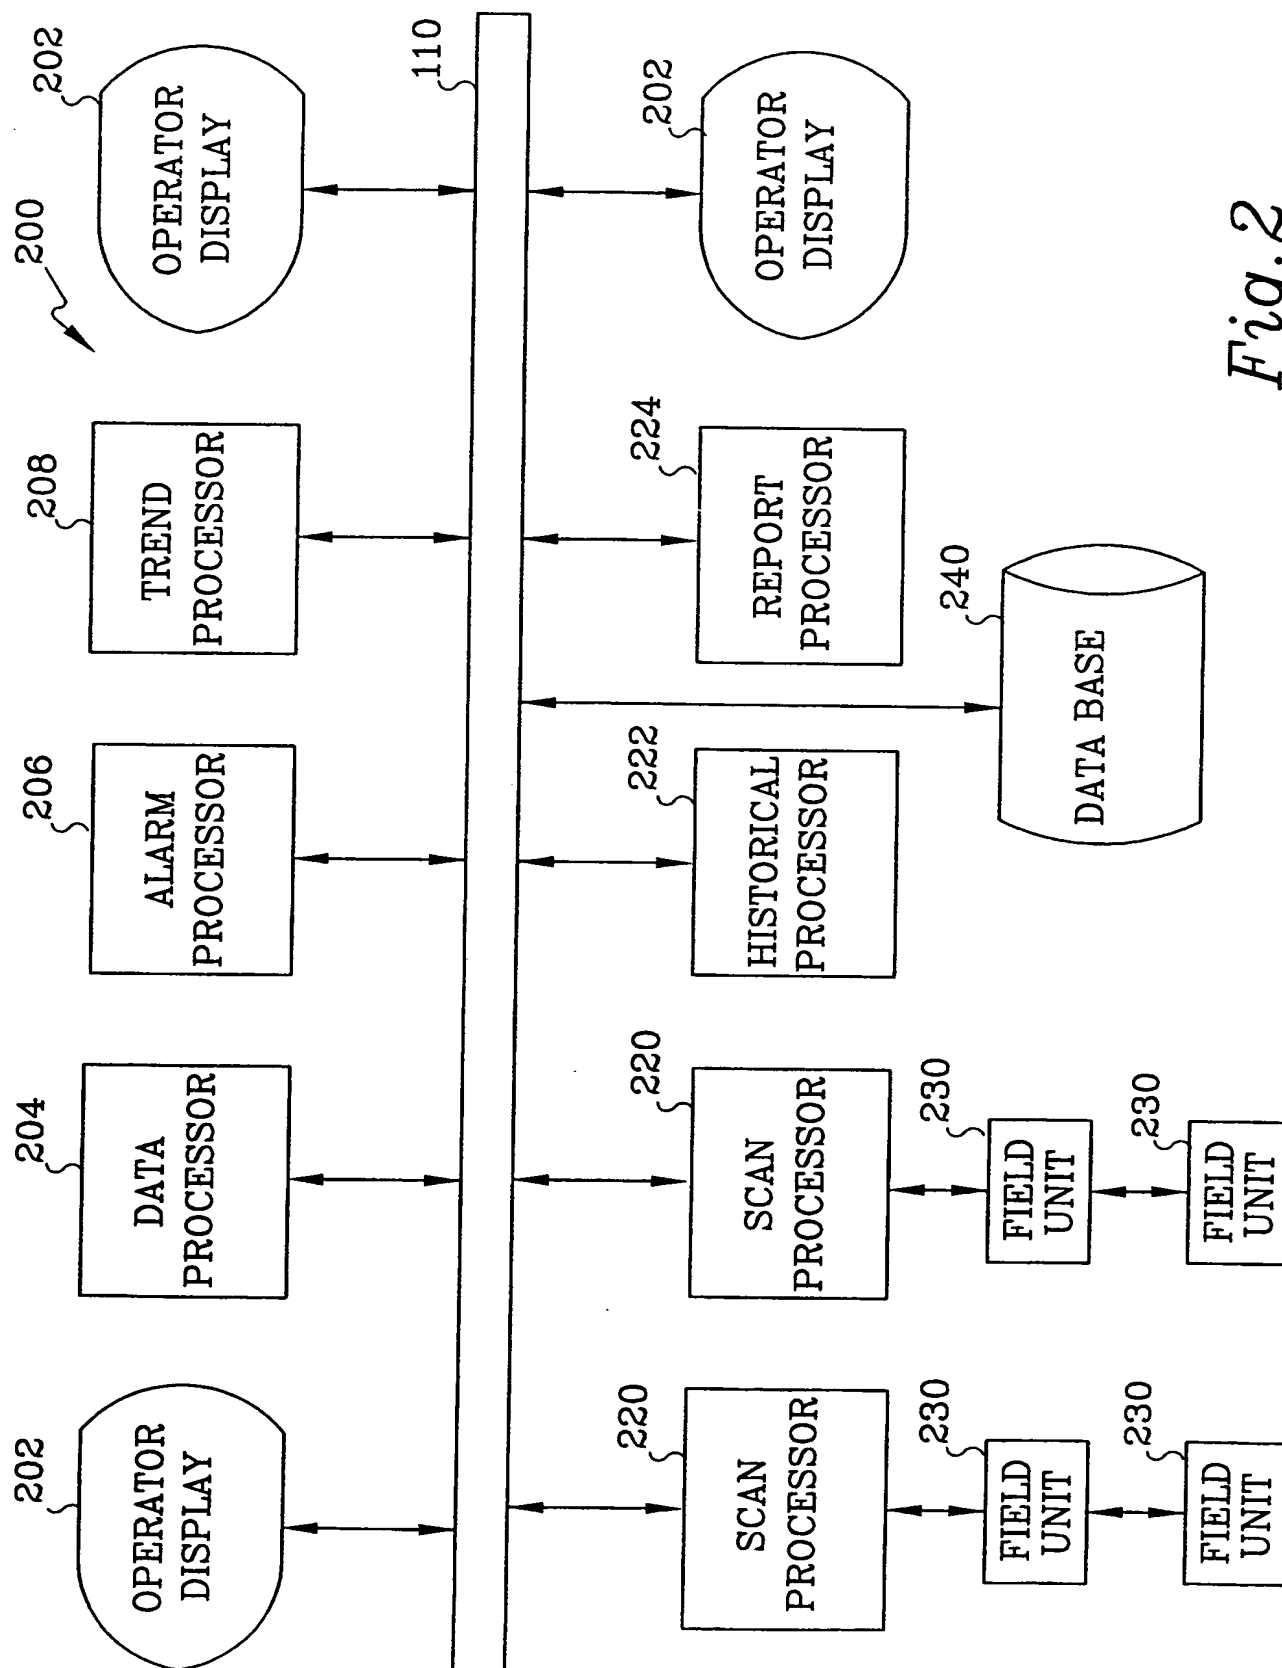 200
202
OPERATOR
DISPLAY
204
DATA
PROCESSOR
206
ALARM
PROCESSOR
208
TREND
PROCESSOR
202
OPERATOR
DISPLAY
110
220
SCAN
PROCESSOR
220
SCAN
PROCESSOR
222
HISTORICAL
PROCESSOR
224
REPORT
PROCESSOR
202
OPERATOR
DISPLAY
230
FIELD
UNIT
230
FIELD
UNIT
240
DATA BASE
230
FIELD
UNIT
230
FIELD
UNIT
Fig.2